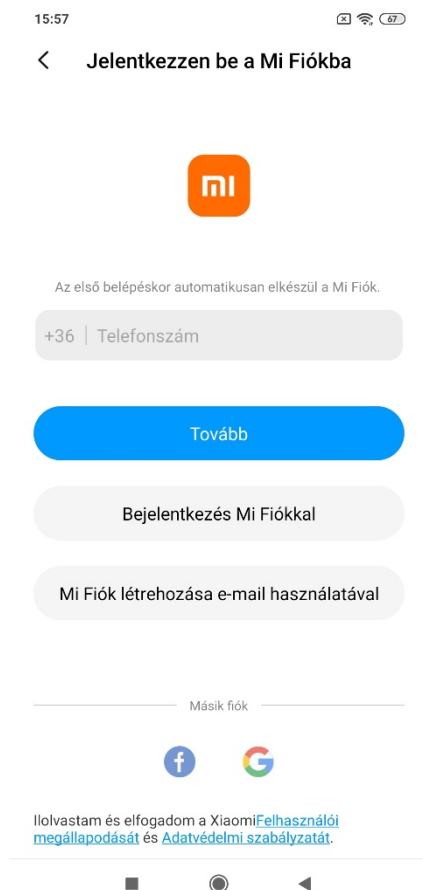 15:57
67
Jelentkezzen be a Mi Fiókba
Az első belépéskor automatikusan elkészül a Mi Fiók.
+36 Telefonszám
Tovább
Bejelentkezés Mi Fiókkal
Mi Fiók létrehozása e-mail használatával
Másik fiók
Ilolvastam és elfogadom a XiaomiFelhasználói
megállapodását és Adatvédelmi szabályzatát.